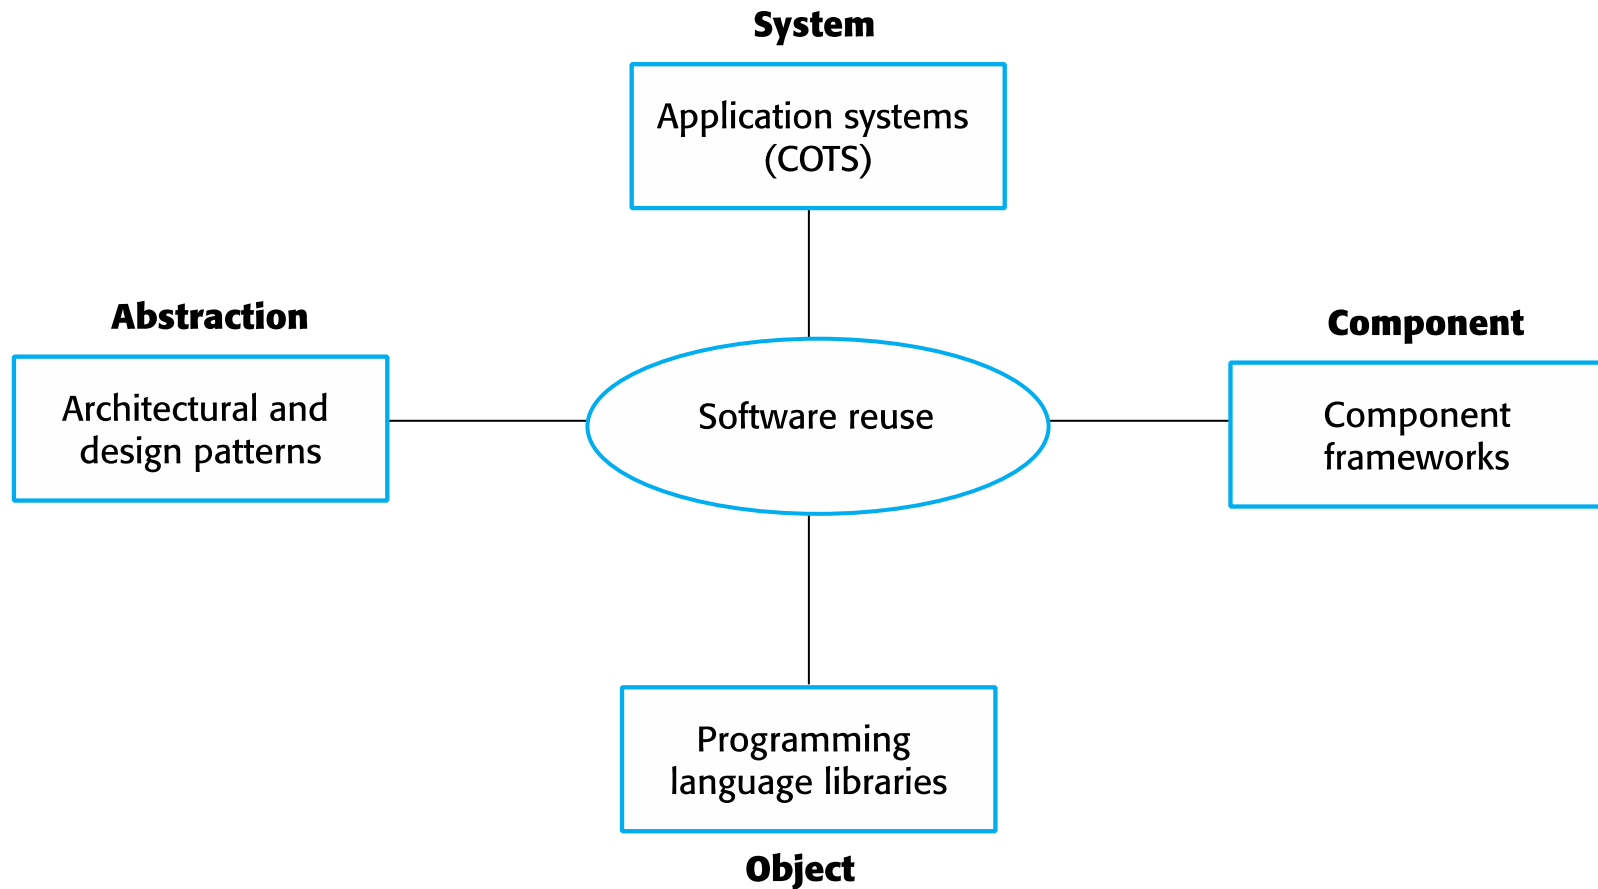 System
Application systems
(COTS)
Abstraction
Architectural and
design patterns
Software reuse
Component
Component
frameworks
Programming
language libraries
Object